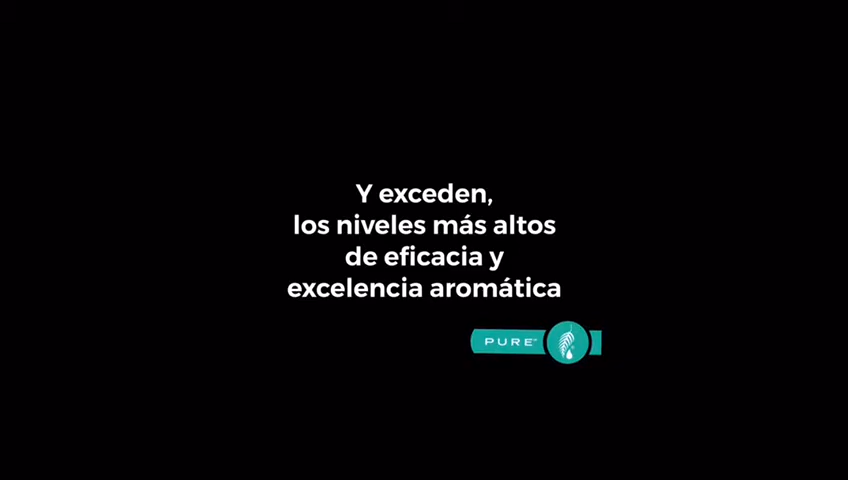 Y exceden,
los niveles más altos
de eficacia y
excelencia aromática
PURE